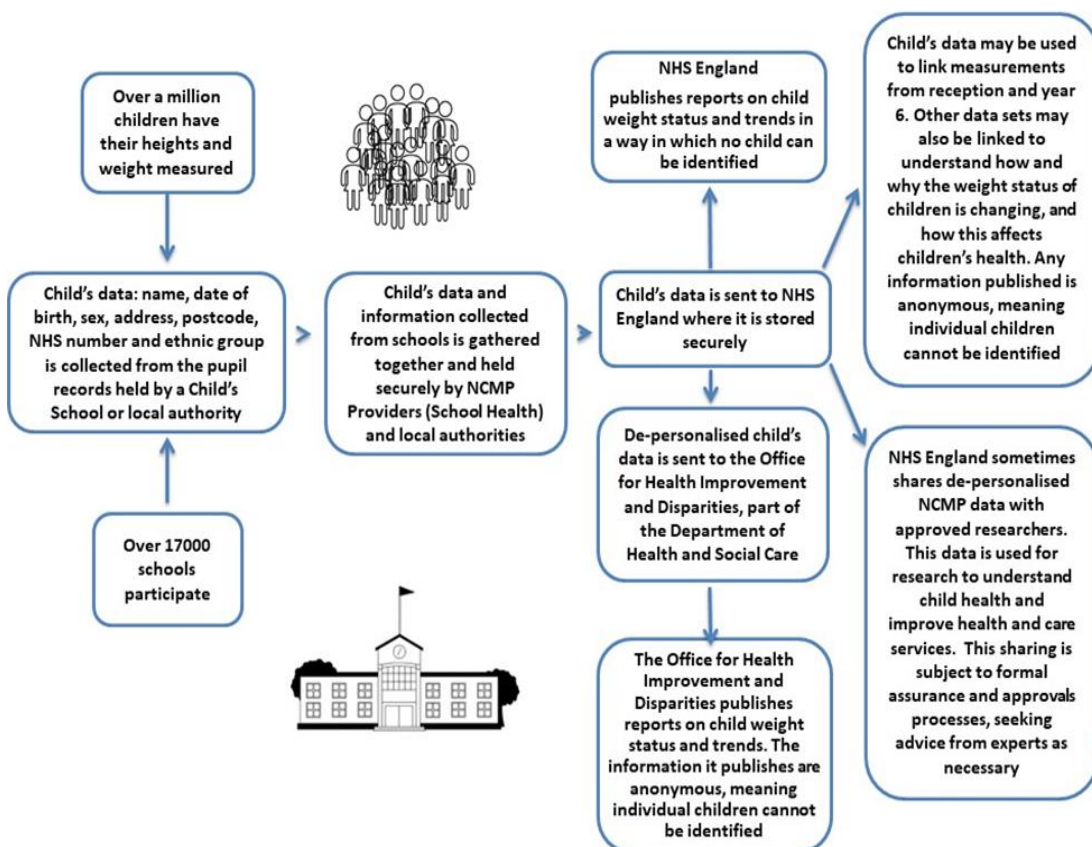 Over a million
children have
their heights and
weight measured
Child's data: name, date of
birth, sex, address, postcode,
NHS number and ethnic group
is collected from the pupil
records held by a Child's
School or local authority
Over 17000
schools
participate
Child's data and
information collected
from schools is gathered
together and held
securely by NCMP
Providers (School Health)
and local authorities
NHS England
publishes reports on child
weight status and trends in
a way in which no child can
be identified
Child's data is sent to NHS
England where it is stored
securely
De-personalised child's
data is sent to the Office
for Health Improvement
and Disparities, part of
the Department of
Health and Social Care
The Office for Health
Improvement and
Disparities publishes
reports on child weight
status and trends. The
information it publishes are
anonymous, meaning
individual children cannot
be identified
Child's data may be used
to link measurements
from reception and year
6. Other data sets may
also be linked to
understand how and
why the weight status of
children is changing, and
how this affects
children's health. Any
information published is
anonymous, meaning
individual children
cannot be identified
NHS England sometimes
shares de-personalised
NCMP data with
approved researchers.
This data is used for
research to understand
child health and
improve health and care
services. This sharing is
subject to formal
assurance and approvals
processes, seeking
advice from experts as
necessary